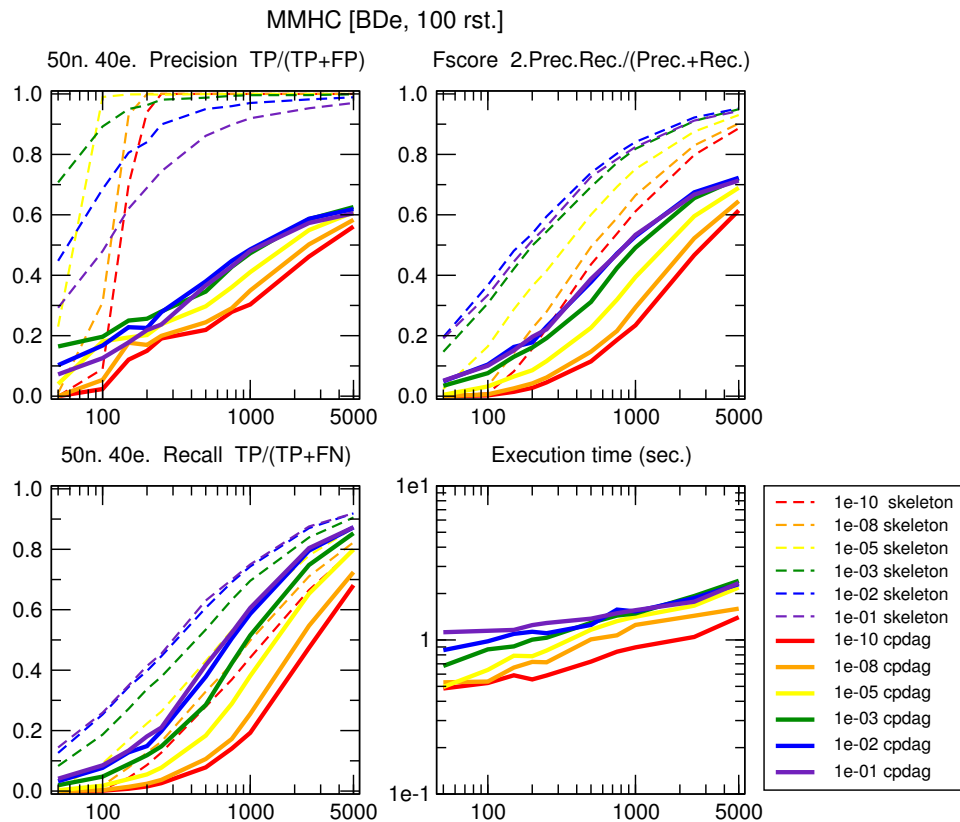 MMHC [BDe, 100 rst.]
50n. 40e.  Precision  TP/(TP+FP)
Fscore  2.Prec.Rec./(Prec.+Rec.)
1.0
0.8
0.6
0.4
0.2
0.0
100
1000
5000
1.0
0.8
0.6
0.4
0.2
0.0
100
1000
5000
50n. 40e.  Recall  TP/(TP+FN)
Execution time (sec.)
1.0
0.8
0.6
0.4
0.2
0.0
100
1000
5000
1e1
1e0
1e-1
100
1000
5000
1e-10  skeleton
1e-08 skeleton
1e-05 skeleton
1e-03 skeleton
1e-02 skeleton
1e-01 skeleton
1e-10 cpdag
1e-08 cpdag
1e-05 cpdag
1e-03 cpdag
1e-02 cpdag
1e-01 cpdag